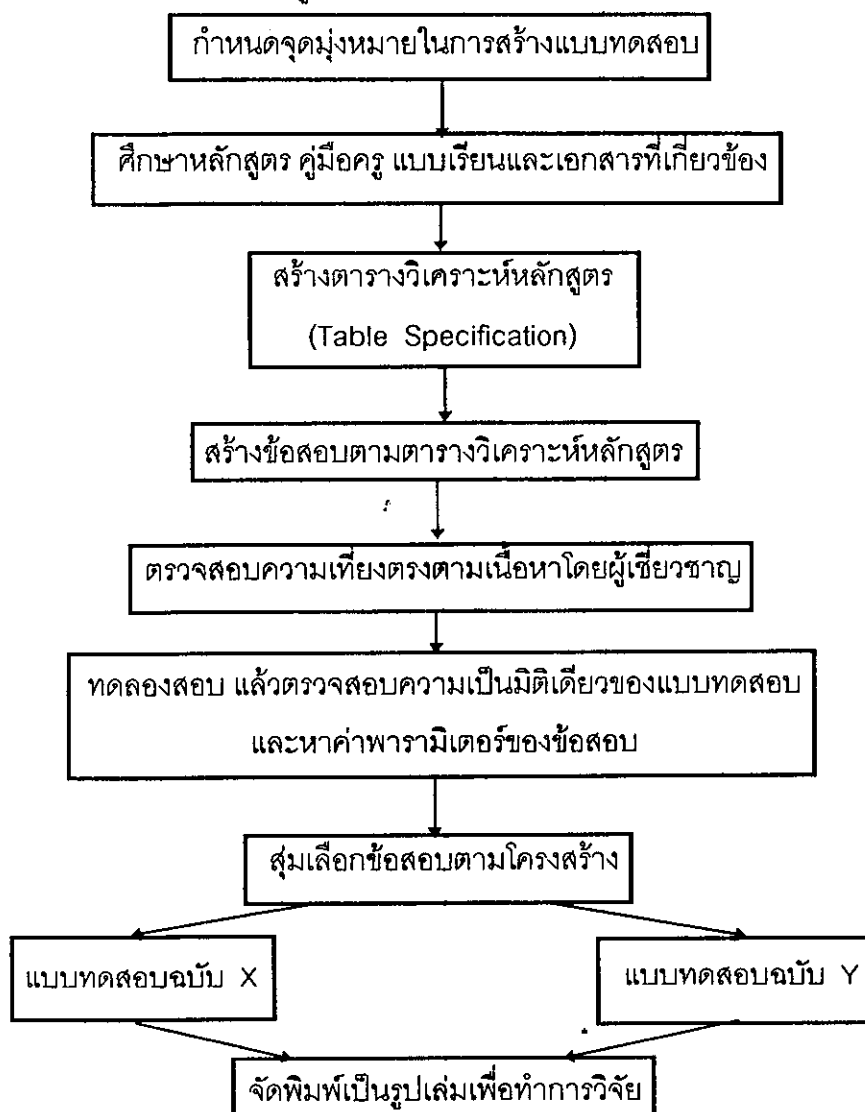 กำหนดจุดมุ่งหมายในการสร้างแบบทดสอบ
ศึกษาหลักสูตร คู่มือครู แบบเรียนและเอกสารที่เกี่ยวข้อง
สร้างตารางวิเคราะห์หลักสูตร
(Table Specification)
สร้างข้อสอบตามตารางวิเคราะห์หลักสูตร
ตรวจสอบความเที่ยงตรงตามเนื้อหาโดยผู้เชี่ยวชาญ
ทดลองสอบ แล้วตรวจสอบความเป็นมิติเดียวของแบบทดสอบ
และหาค่าพารามิเตอร์ของข้อสอบ
สุ่มเลือกข้อสอบตามโครงสร้าง
แบบทดสอบฉบับ X
แบบทดสอบฉบับ Y
จัดพิมพ์เป็นรูปเล่มเพื่อทำการวิจัย